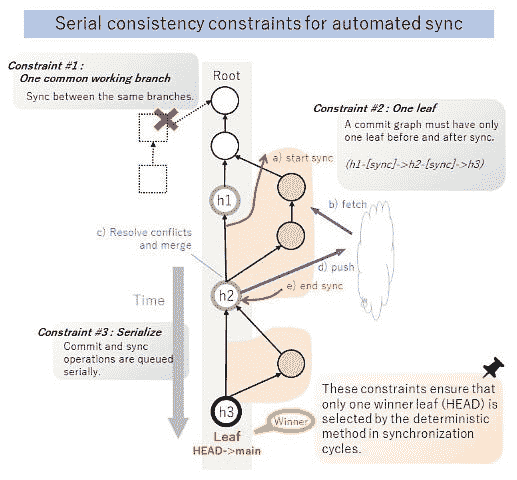 Serial consistency constraints for automated sync
Constraint #1 :
One common working branch
Sync between the same branches.
Root
Constraint #2 : One leaf
A commit graph must have only
one leaf before and after sync.
(h1-[sync]->h2-[sync]->h3)
a) start sync
h1
b) fetch
c) Resolve conflicts
and merge
d) push
e) end sync
h2
Time
Constraint #3 : Serialize
Commit and sync
operations are queued
serially.
These constraints ensure that
only one winner leaf (HEAD) is
selected by the deterministic
method in synchronization
cycles.
h3
Winner
Leaf
HEAD->main